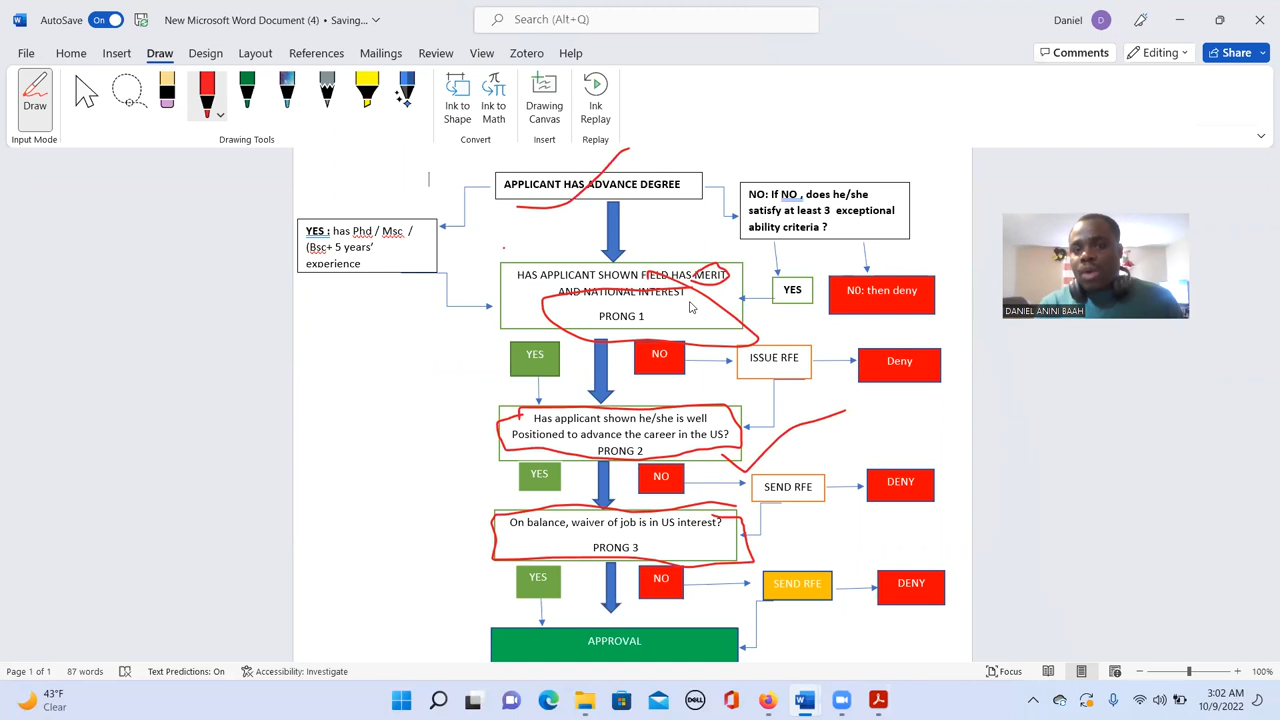 AutoSave
On
New Microsoft Word Document (4) • Saving...
Search (Alt+Q)
Daniel
D
File
Home
Insert
Draw
Design
Layout
References
Mailings
Review
View
Zotero
Help
Comments
Editing
Share
Draw
Input Mode
Drawing Tools
Ink to
Shape
Ink to
Math
Convert
Drawing
Canvas
Insert
Ink
Replay
Replay
APPLICANT HAS ADVANCE DEGREE
NO: If NO , does he/she
satisfy at least 3 exceptional
ability criteria ?
YES : has Phd / Msc /
(Bsc+ 5 years’
experience
HAS APPLICANT SHOWN FIELD HAS MERIT
AND NATIONAL INTEREST
PRONG 1
YES
N0: then deny
DANIEL ANINI BAAH
YES
NO
ISSUE RFE
Deny
Has applicant shown he/she is well
Positioned to advance the career in the US?
PRONG 2
YES
NO
SEND RFE
DENY
On balance, waiver of job is in US interest?
PRONG 3
YES
NO
SEND RFE
DENY
APPROVAL
Page 1 of 1
87 words
Text Predictions: On
Accessibility: Investigate
Focus
100%
43°F
Clear
DELL
3:02 AM
10/9/2022